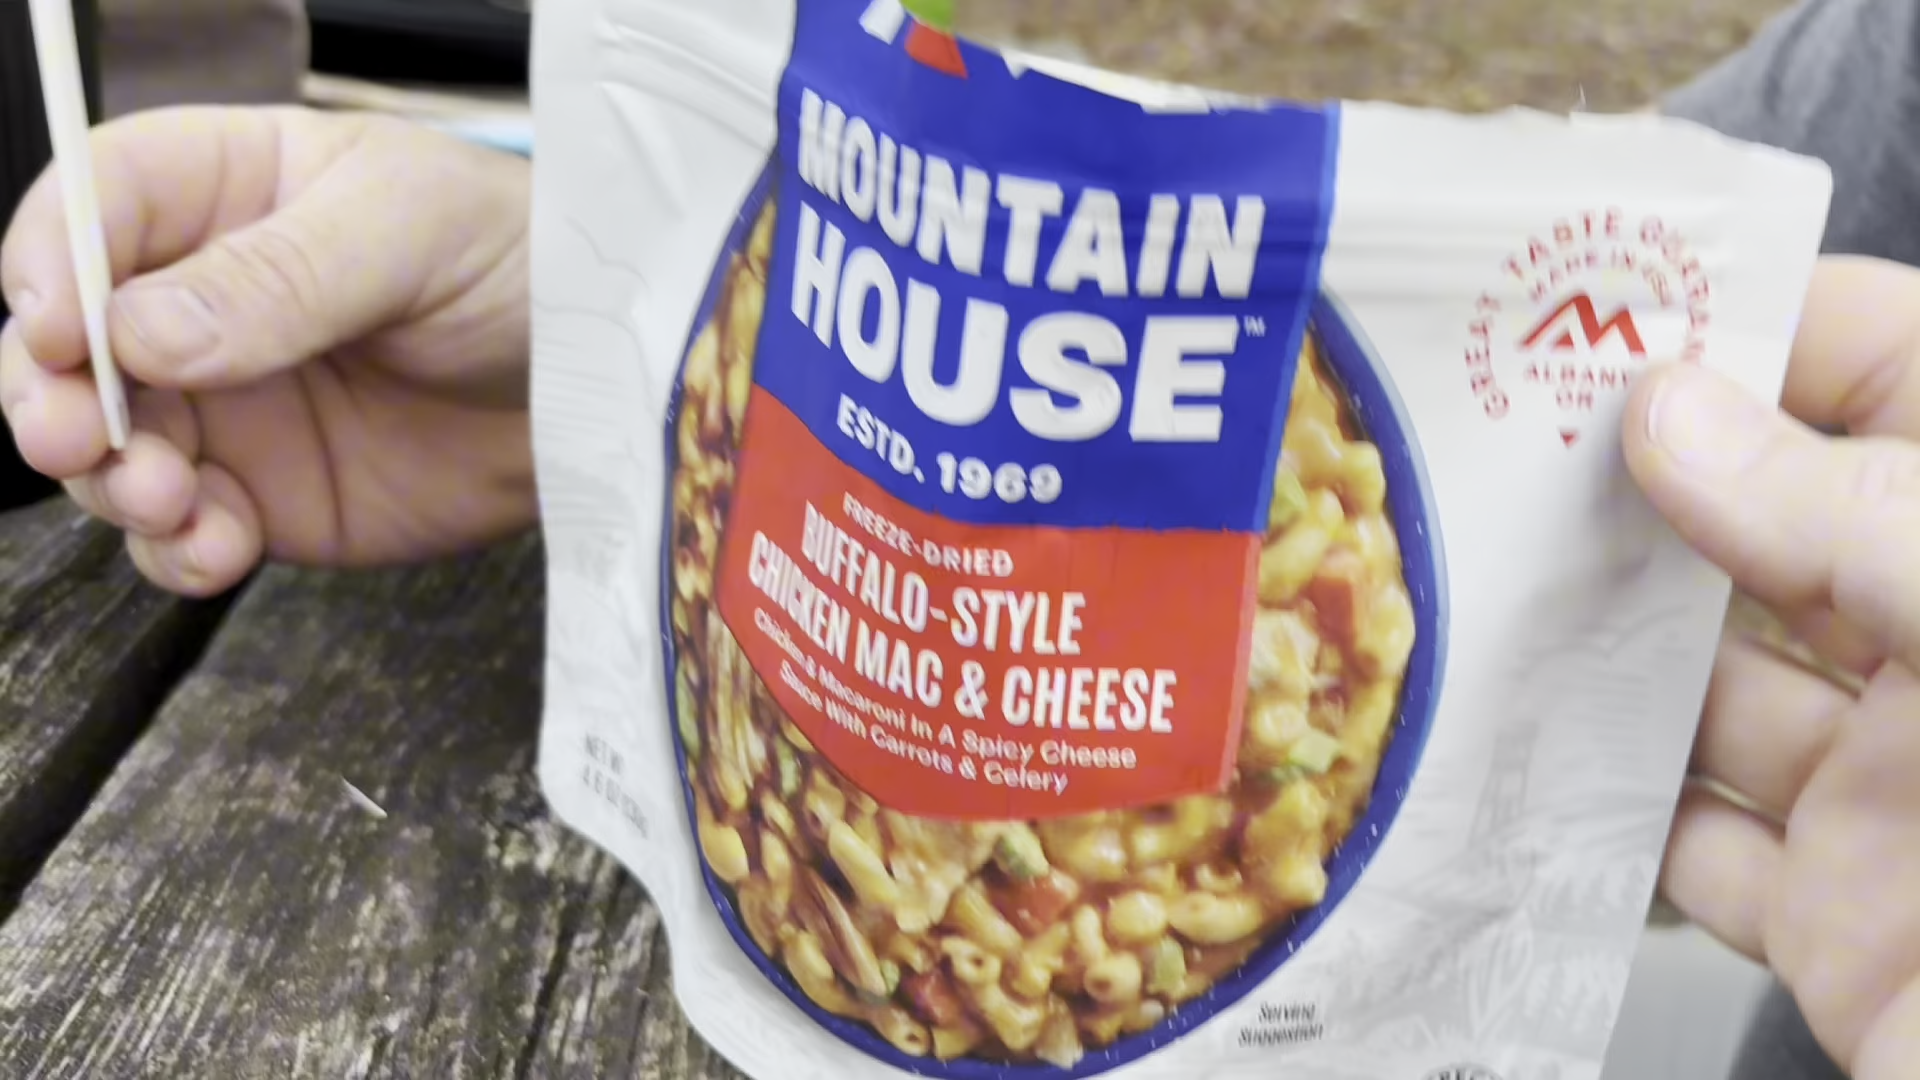 MOUNTAIN
HOUSE™
ESTD. 1969
FREEZE-DRIED
BUFFALO-STYLE
CHICKEN MAC & CHEESE
Chicken & Macaroni In A Spicy Cheese
Sauce With Carrots & Celery
GREAT TASTE
MADE IN USA
OR
NET WT
Serving
Suggestion